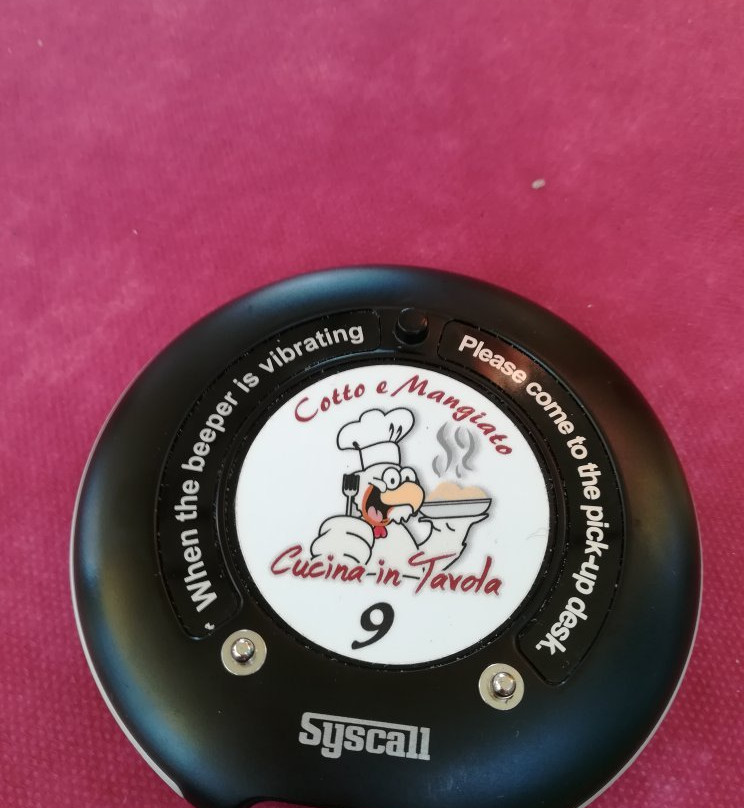 When the beeper is vibrating
Please come to the pick-up desk.
Cotto e Mangiato
Cucina in Tavola
9
Syscall